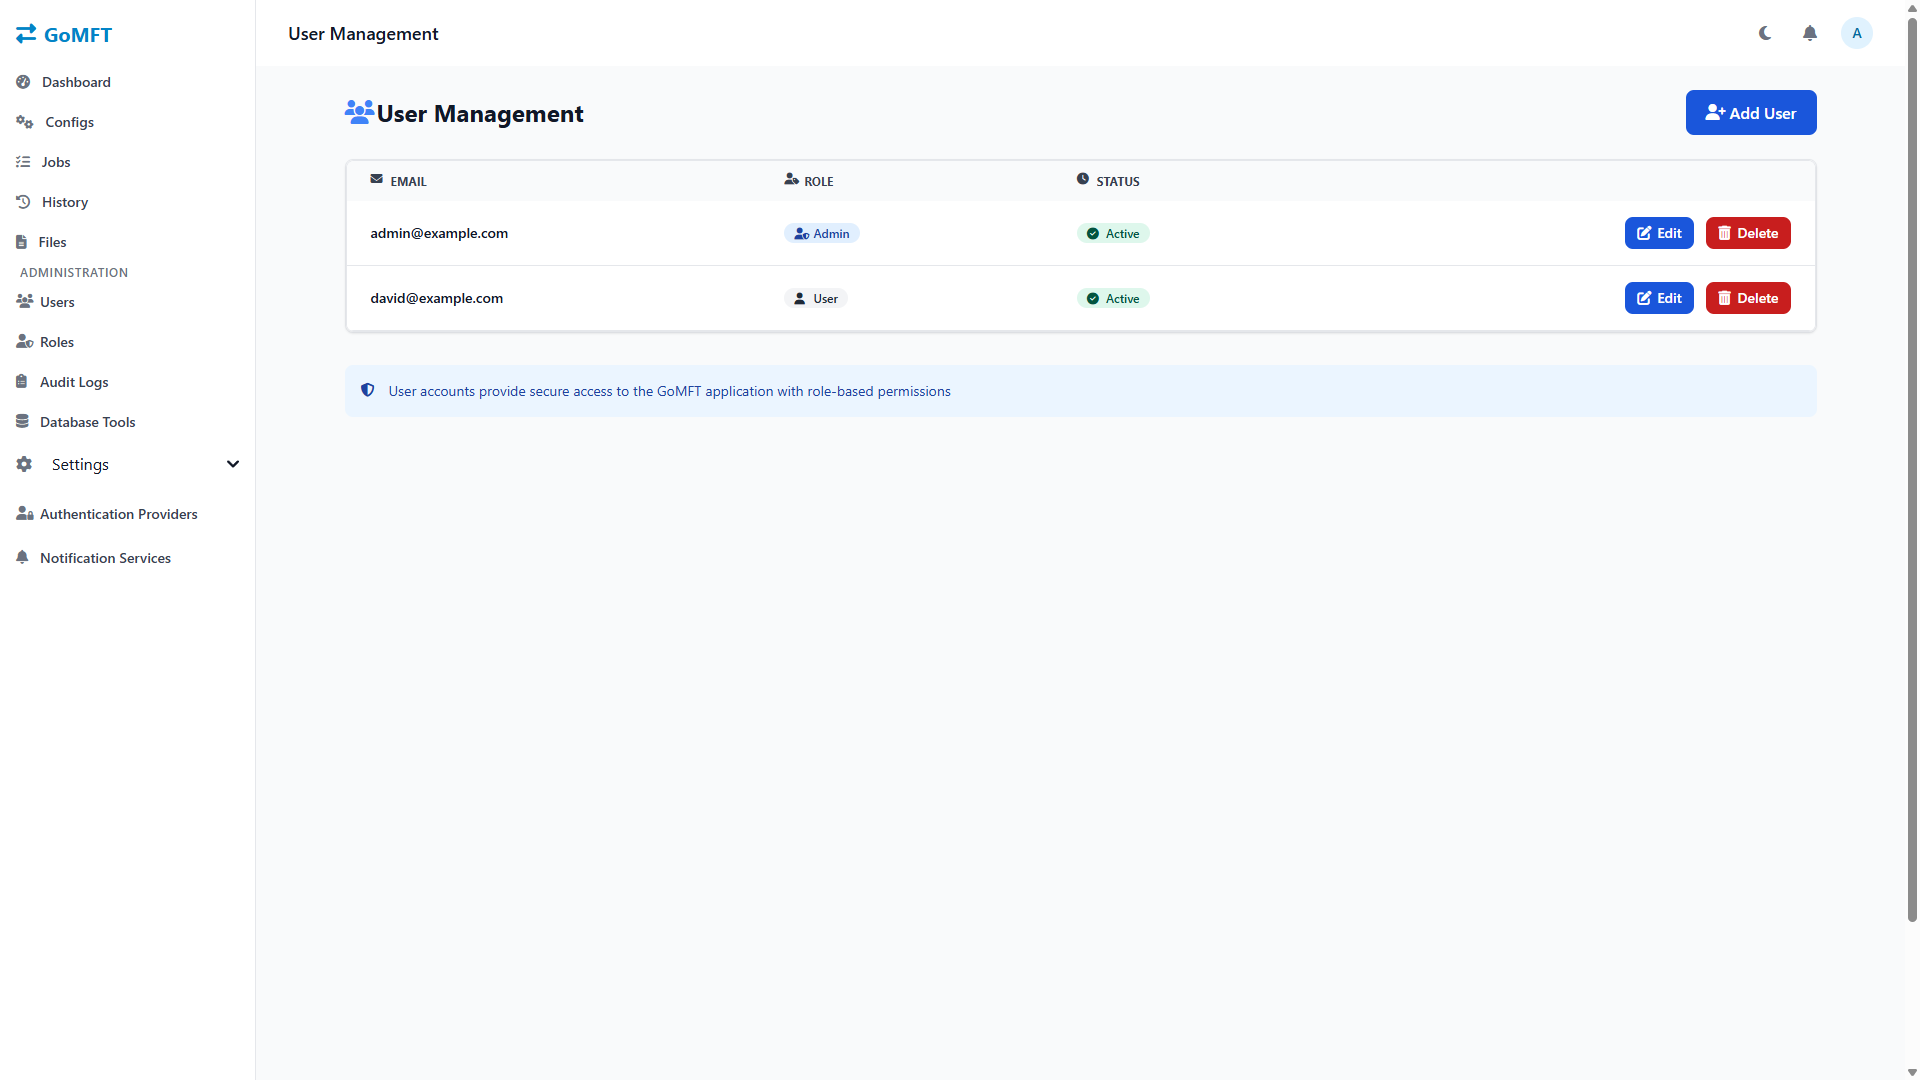 GoMFT
User Management
A
Dashboard
Configs
Jobs
History
Files
ADMINISTRATION
Users
Roles
Audit Logs
Database Tools
Settings
Authentication Providers
Notification Services
User Management
Add User
EMAIL ROLE STATUS
admin@example.com Admin Active Edit Delete
david@example.com User Active Edit Delete
User accounts provide secure access to the GoMFT application with role-based permissions